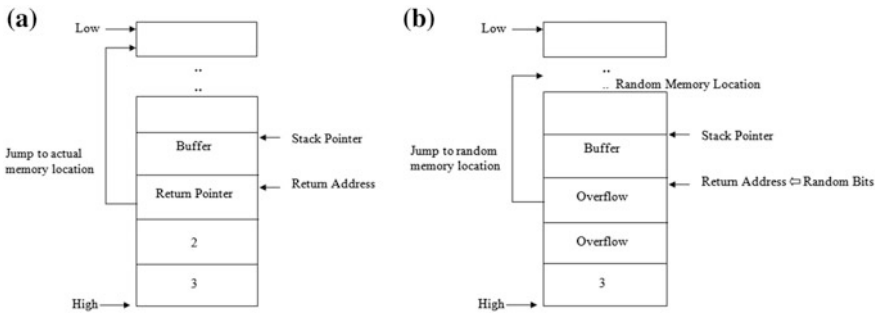 (a)
Low
..
..
Buffer
Stack Pointer
Jump to actual
memory location
Return Pointer
Return Address
2
3
High
(b)
Low
..
.. Random Memory Location
Buffer
Stack Pointer
Jump to random
memory location
Overflow
Return Address ⇦ Random Bits
Overflow
3
High